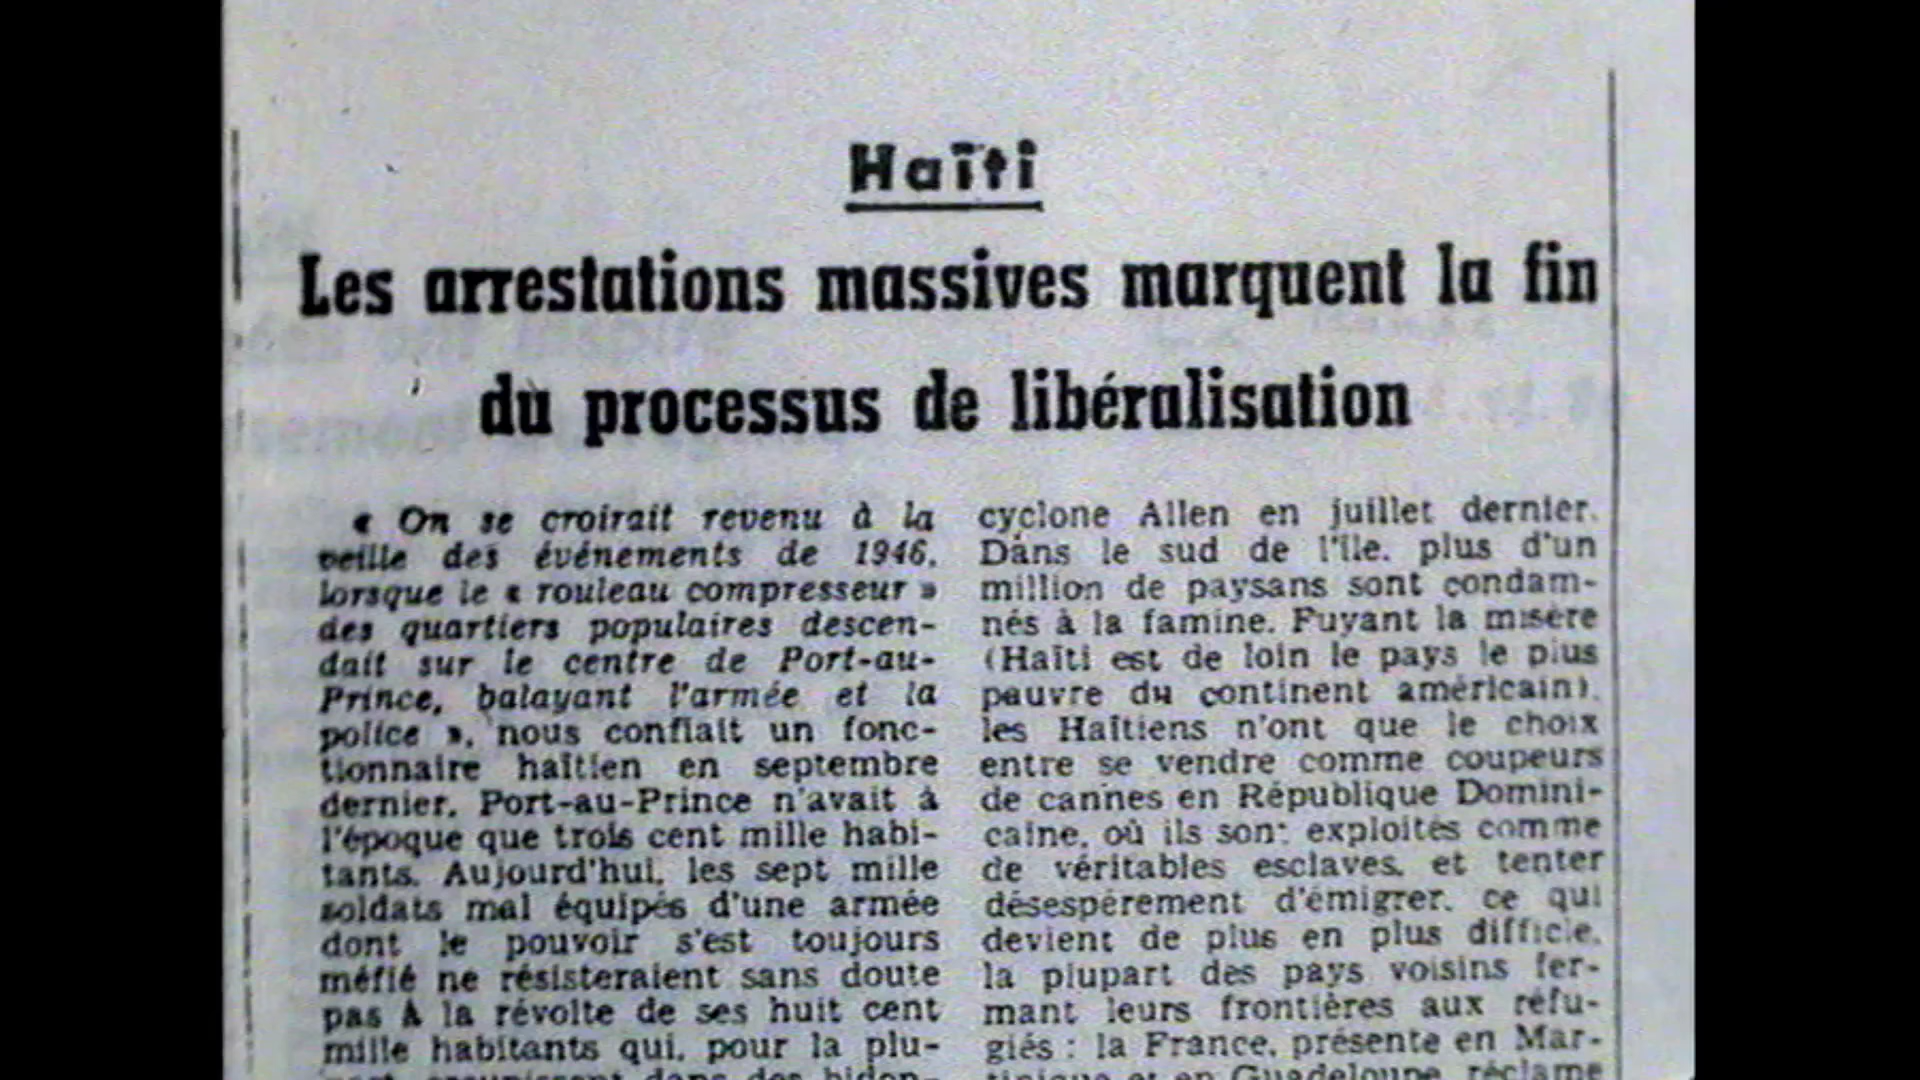 Haïti
Les arrestations massives marquent la fin
du processus de libéralisation
« On se croirait revenu à la
veille des événements de 1946,
lorsque le « rouleau compresseur »
des quartiers populaires descen-
dait sur le centre de Port-au-
Prince, balayant l'armée et la
police », nous confiait un fonc-
tionnaire haïtien en septembre
dernier. Port-au-Prince n'avait à
l'époque que trois cent mille habi-
tants. Aujourd'hui, les sept mille
soldats mal équipés d'une armée
dont le pouvoir s'est toujours
méfié ne résisteraient sans doute
pas à la révolte de ses huit cent
mille habitants qui, pour la plu-
dans des bidon-
cyclone Allen en juillet dernier.
Dans le sud de l'île, plus d'un
million de paysans sont condam-
nés à la famine. Fuyant la misère
(Haïti est de loin le pays le plus
pauvre du continent américain),
les Haïtiens n'ont que le choix
entre se vendre comme coupeurs
de cannes en République Domini-
caine, où ils sont exploités comme
de véritables esclaves, et tenter
désespérément d'émigrer, ce qui
devient de plus en plus difficile,
la plupart des pays voisins fer-
mant leurs frontières aux réfu-
giés : la France, présente en Mar-
tinique et en Guadeloupe, réclame